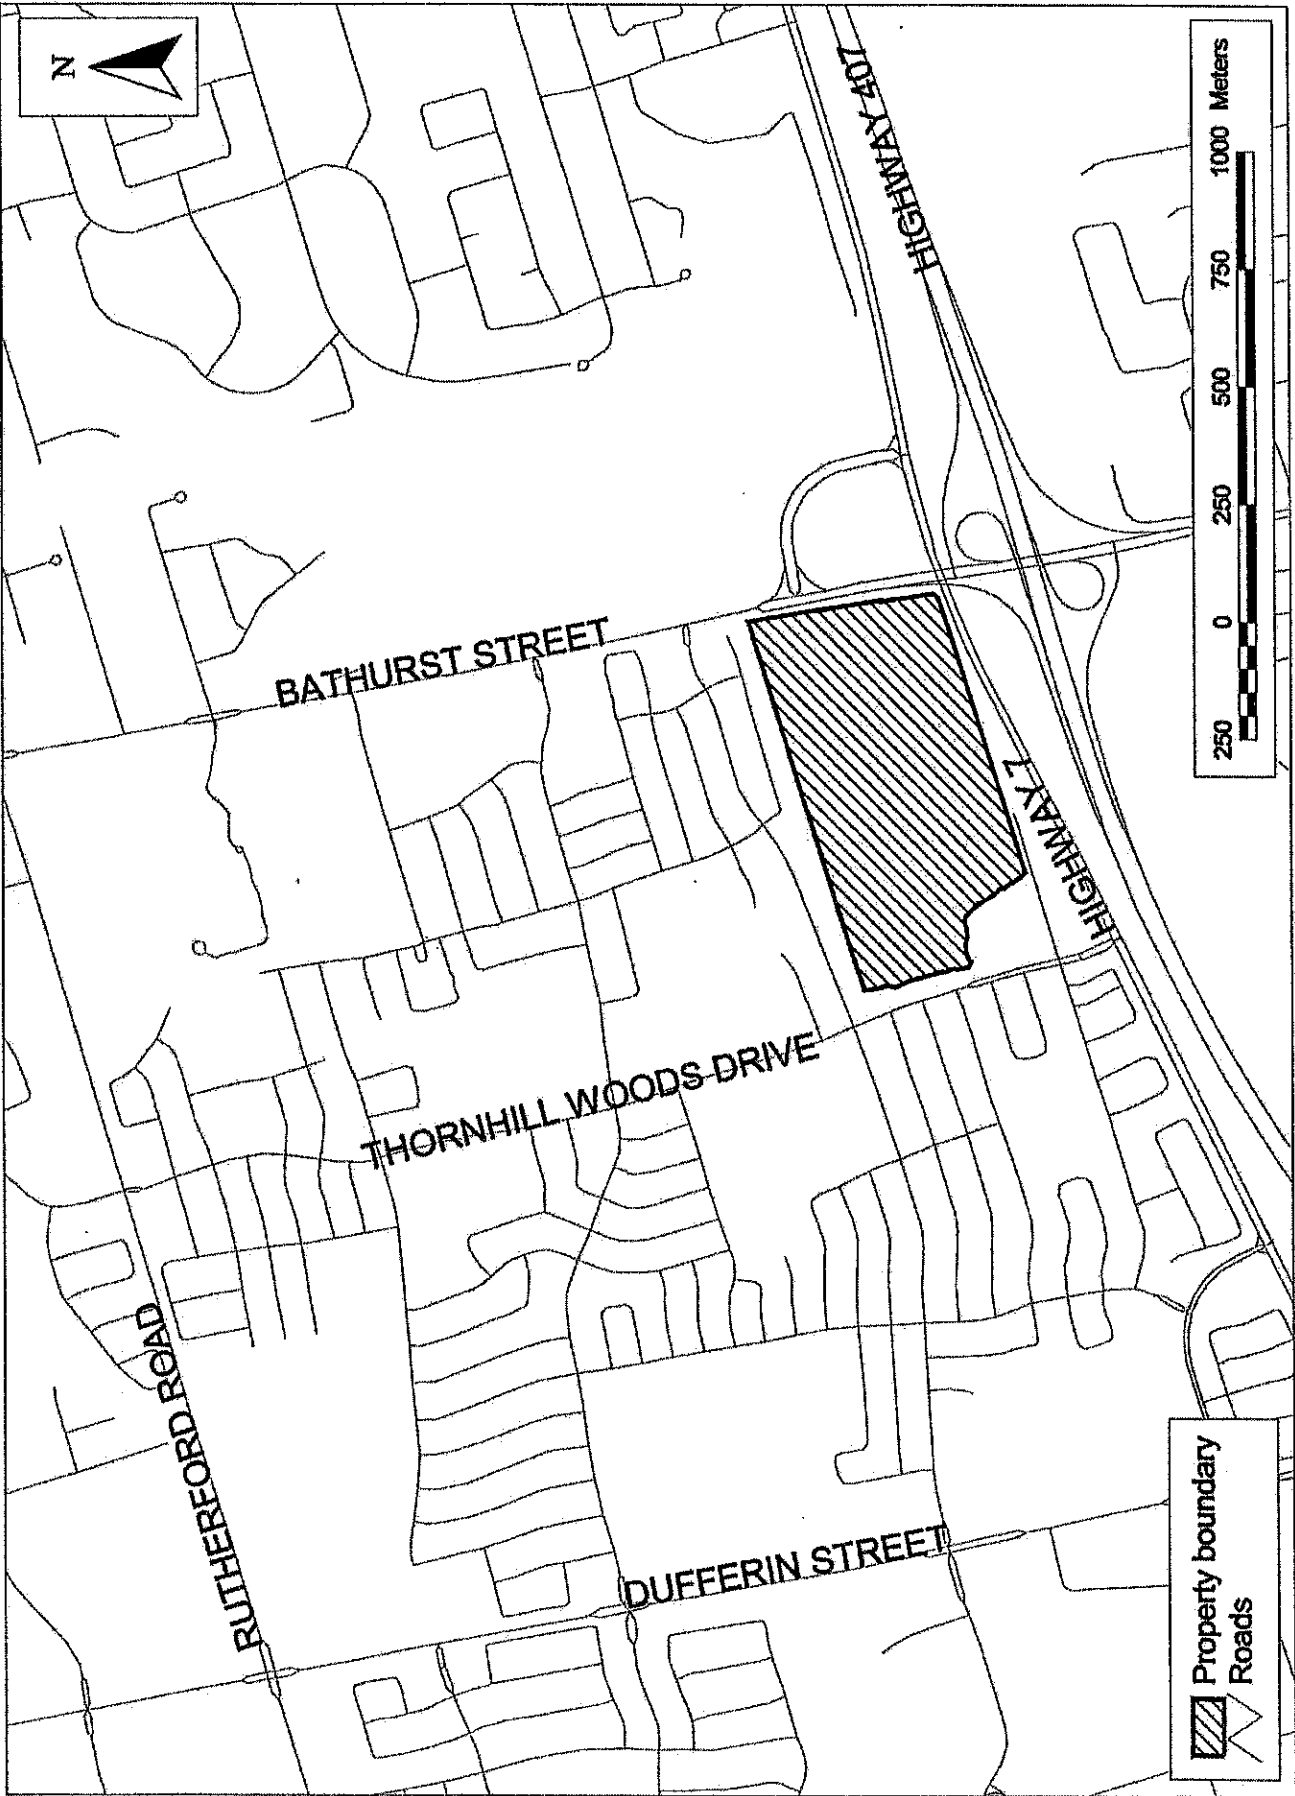 N
RUTHERFORD ROAD
BATHURST STREET
THORNHILL WOODS DRIVE
DUFFERIN STREET
HIGHWAY 407
HIGHWAY 7
Property boundary
Roads
250 0 250 500 750 1000 Meters